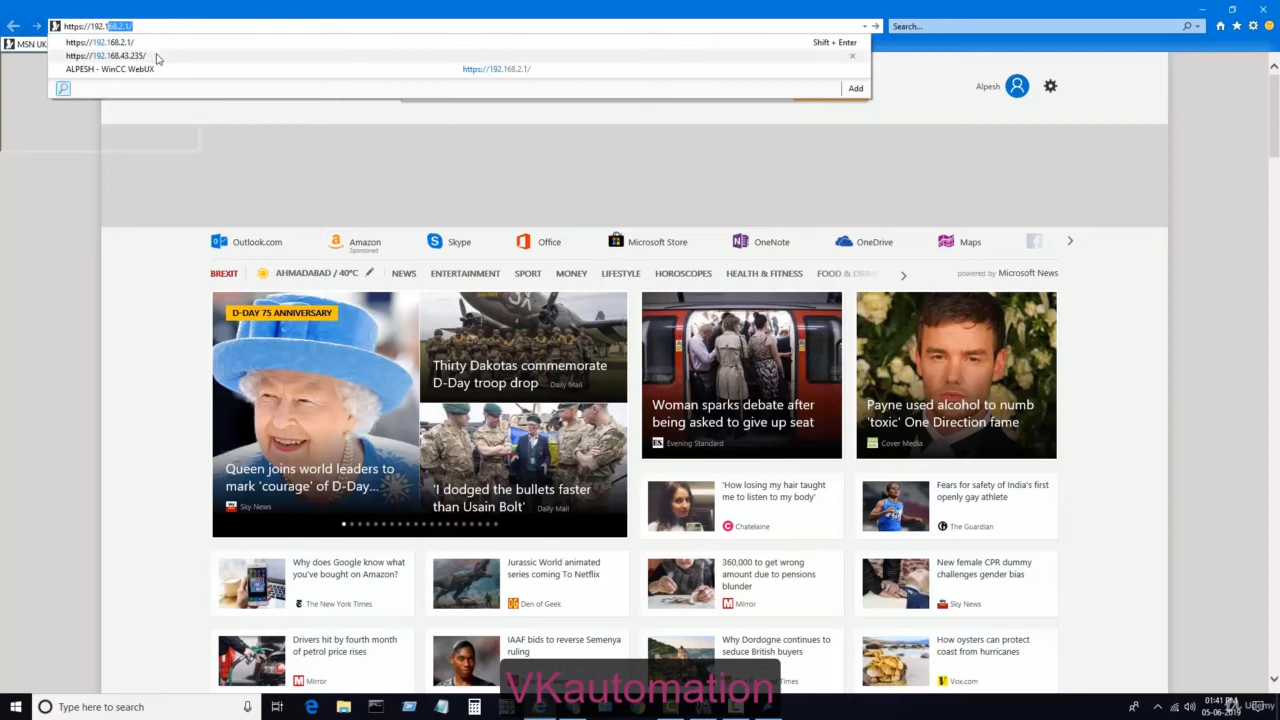 https://192.168.2.1/
Search...
MSN UK
https://192.168.2.1/
Shift + Enter
https://192.168.43.235/
ALPESH - WinCC WebUX
https://192.168.2.1/
Add
Alpesh
Outlook.com
Amazon
Sponsored
Skype
Office
Microsoft Store
OneNote
OneDrive
Maps
BREXIT
AHMADABAD / 40°C
NEWS
ENTERTAINMENT
SPORT
MONEY
LIFESTYLE
HOROSCOPES
HEALTH & FITNESS
FOOD & DRINK
powered by Microsoft News
D-DAY 75 ANNIVERSARY
Queen joins world leaders to
mark 'courage' of D-Day...
Sky News
Thirty Dakotas commemorate
D-Day troop drop
Daily Mail
'I dodged the bullets faster
than Usain Bolt'
Daily Mail
Woman sparks debate after
being asked to give up seat
ES
Evening Standard
Payne used alcohol to numb
'toxic' One Direction fame
Cover Media
'How losing my hair taught
me to listen to my body'
Chatelaine
Fears for safety of India's first
openly gay athlete
The Guardian
Why does Google know what
you've bought on Amazon?
The New York Times
Jurassic World animated
series coming To Netflix
Den of Geek
360,000 to get wrong
amount due to pensions
blunder
Mirror
New female CPR dummy
challenges gender bias
Sky News
Drivers hit by fourth month
of petrol price rises
Mirror
IAAF bids to reverse Semenya
ruling
Why Dordogne continues to
seduce British buyers
Times
How oysters can protect
coast from hurricanes
Vox.com
VKautomation
Type here to search
01:41 PM
05-06-2019
Udemy